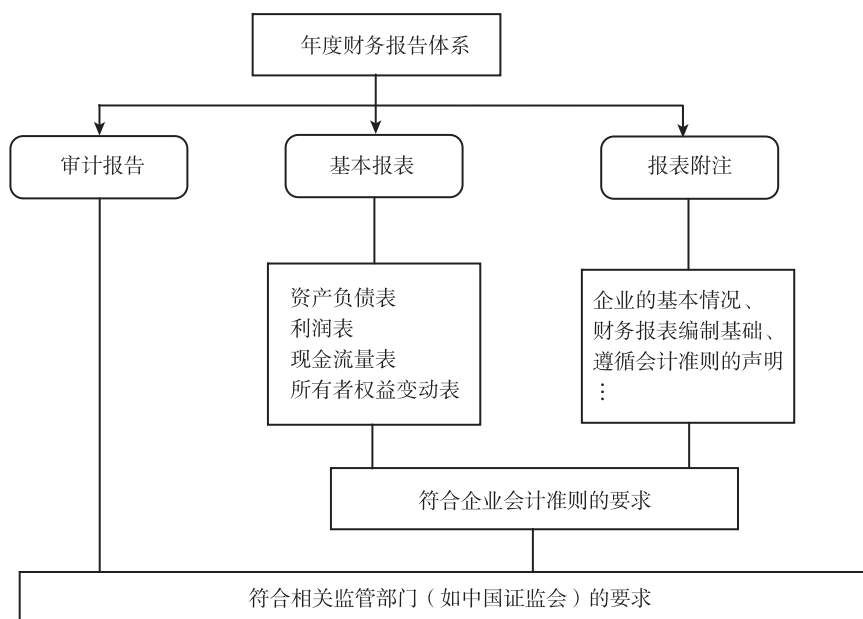 年度财务报告体系
审计报告
基本报表
报表附注
资产负债表
利润表
现金流量表
所有者权益变动表
企业的基本情况、
财务报表编制基础、
遵循会计准则的声明
⋮
符合企业会计准则的要求
符合相关监管部门（如中国证监会）的要求